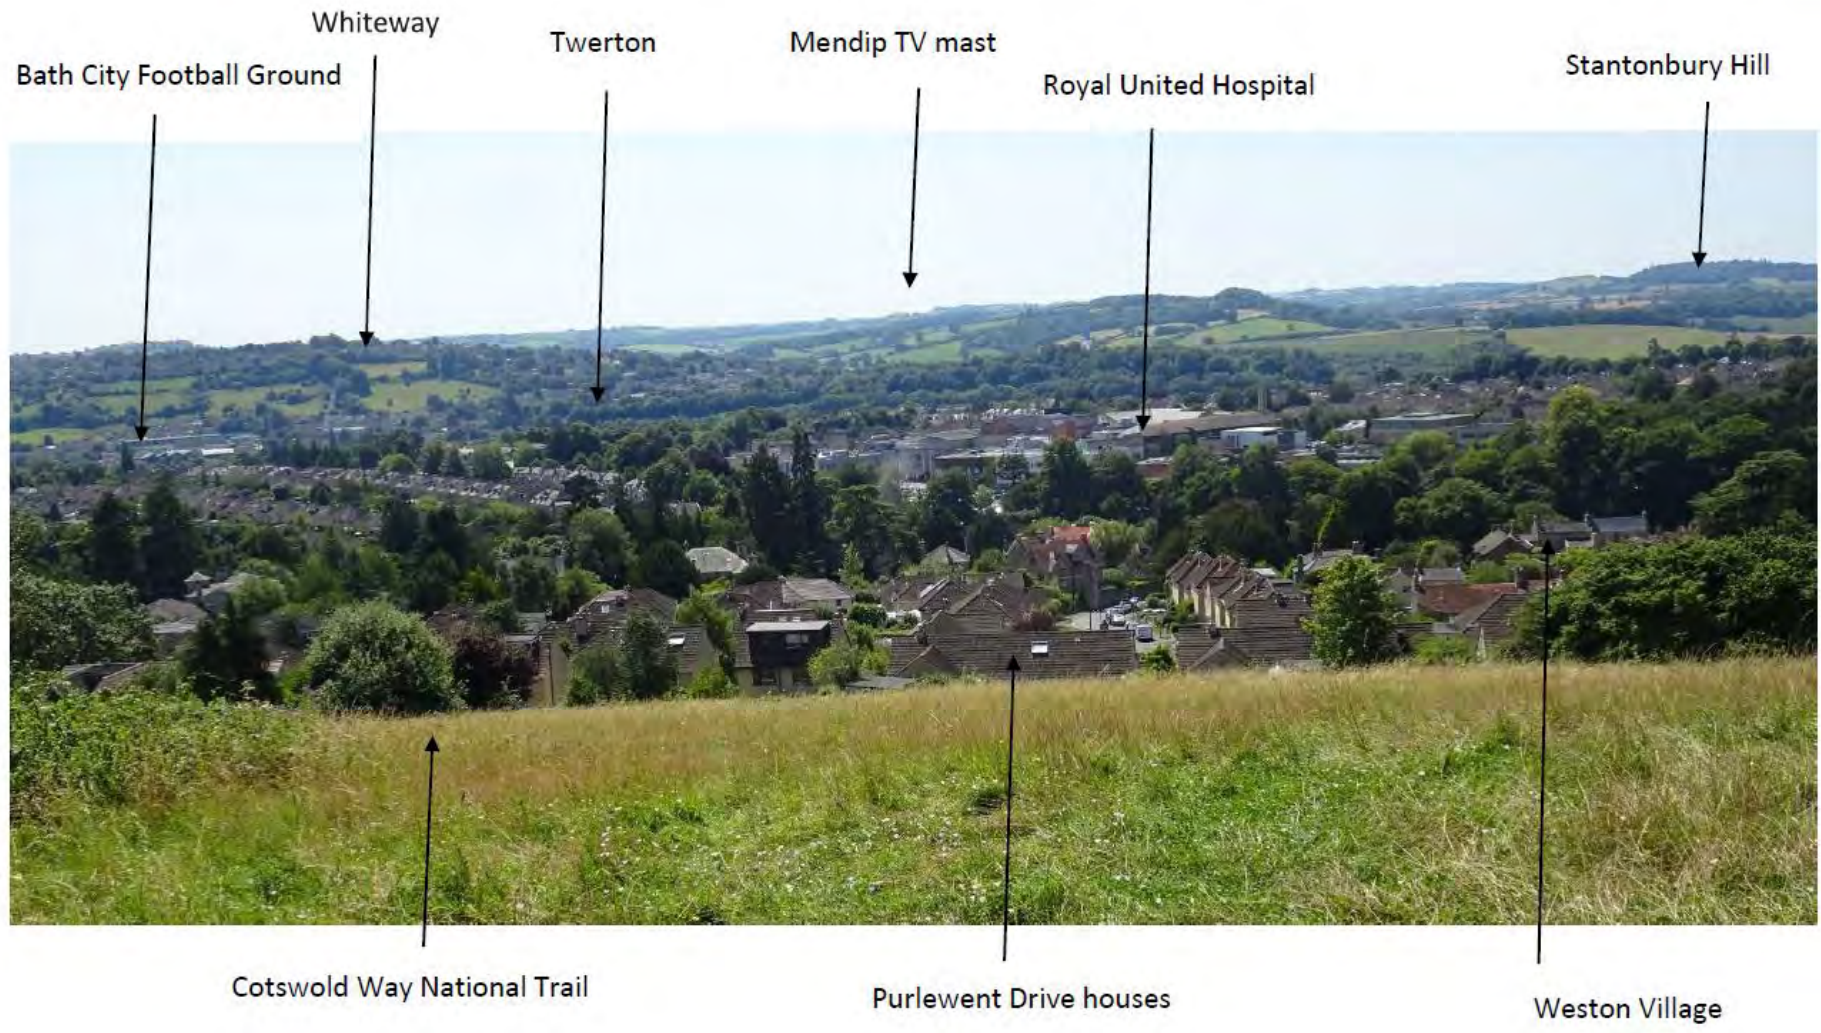 Whiteway
Twerton
Mendip TV mast
Bath City Football Ground
Royal United Hospital
Stantonbury Hill
Cotswold Way National Trail
Purlewent Drive houses
Weston Village